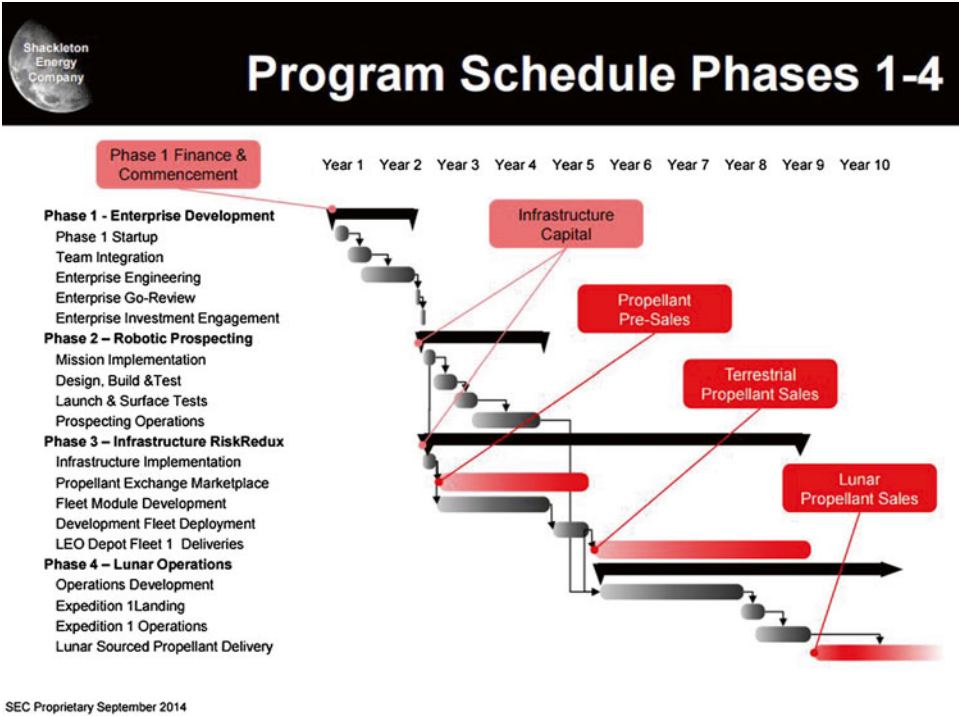 Shackleton
Energy
Company
Program Schedule Phases 1-4
Phase 1 Finance &
Commencement
Year 1 Year 2 Year 3 Year 4 Year 5 Year 6 Year 7 Year 8 Year 9 Year 10
Infrastructure
Capital
Propellant
Pre-Sales
Terrestrial
Propellant Sales
Lunar
Propellant Sales
Phase 1 - Enterprise Development
Phase 1 Startup
Team Integration
Enterprise Engineering
Enterprise Go-Review
Enterprise Investment Engagement
Phase 2 – Robotic Prospecting
Mission Implementation
Design, Build &Test
Launch & Surface Tests
Prospecting Operations
Phase 3 – Infrastructure RiskRedux
Infrastructure Implementation
Propellant Exchange Marketplace
Fleet Module Development
Development Fleet Deployment
LEO Depot Fleet 1 Deliveries
Phase 4 – Lunar Operations
Operations Development
Expedition 1Landing
Expedition 1 Operations
Lunar Sourced Propellant Delivery
SEC Proprietary September 2014